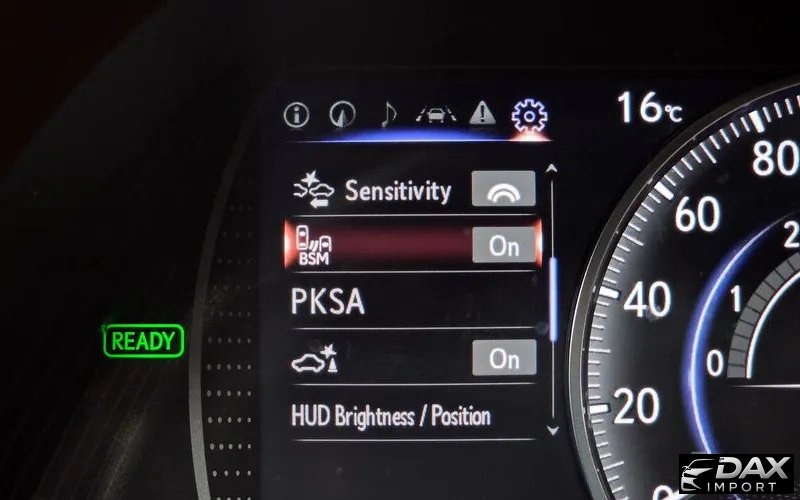 16°C
Sensitivity
BSM
On
PKSA
READY
On
HUD Brightness / Position
80
60
40
20
0
2
1
0
DAX
IMPORT